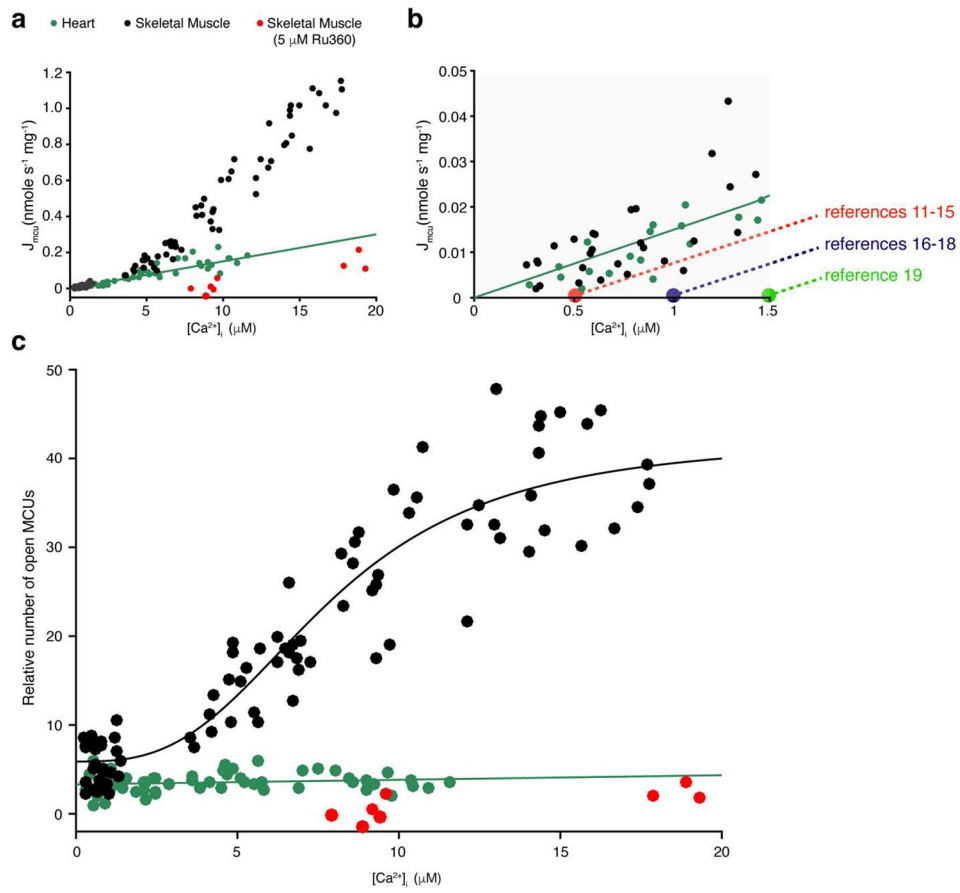 a
Heart
Skeletal Muscle
Skeletal Muscle
(5 μM Ru360)
1.2
1.0
0.8
0.6
0.4
0.2
0
Jmcu (nmole s-1 mg-1)
0
5
10
15
20
[Ca2+]i (μM)
b
0.05
0.04
0.03
0.02
0.01
0
Jmcu (nmole s-1 mg-1)
0
0.5
1
1.5
[Ca2+]i (μM)
references 11-15
references 16-18
reference 19
c
50
40
30
20
10
0
Relative number of open MCUs
0
5
10
15
20
[Ca2+]i (μM)